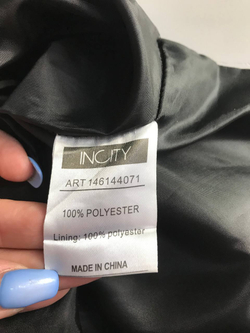 INCITY
ART 146144071
100% POLYESTER
Lining: 100% polyester
MADE IN CHINA